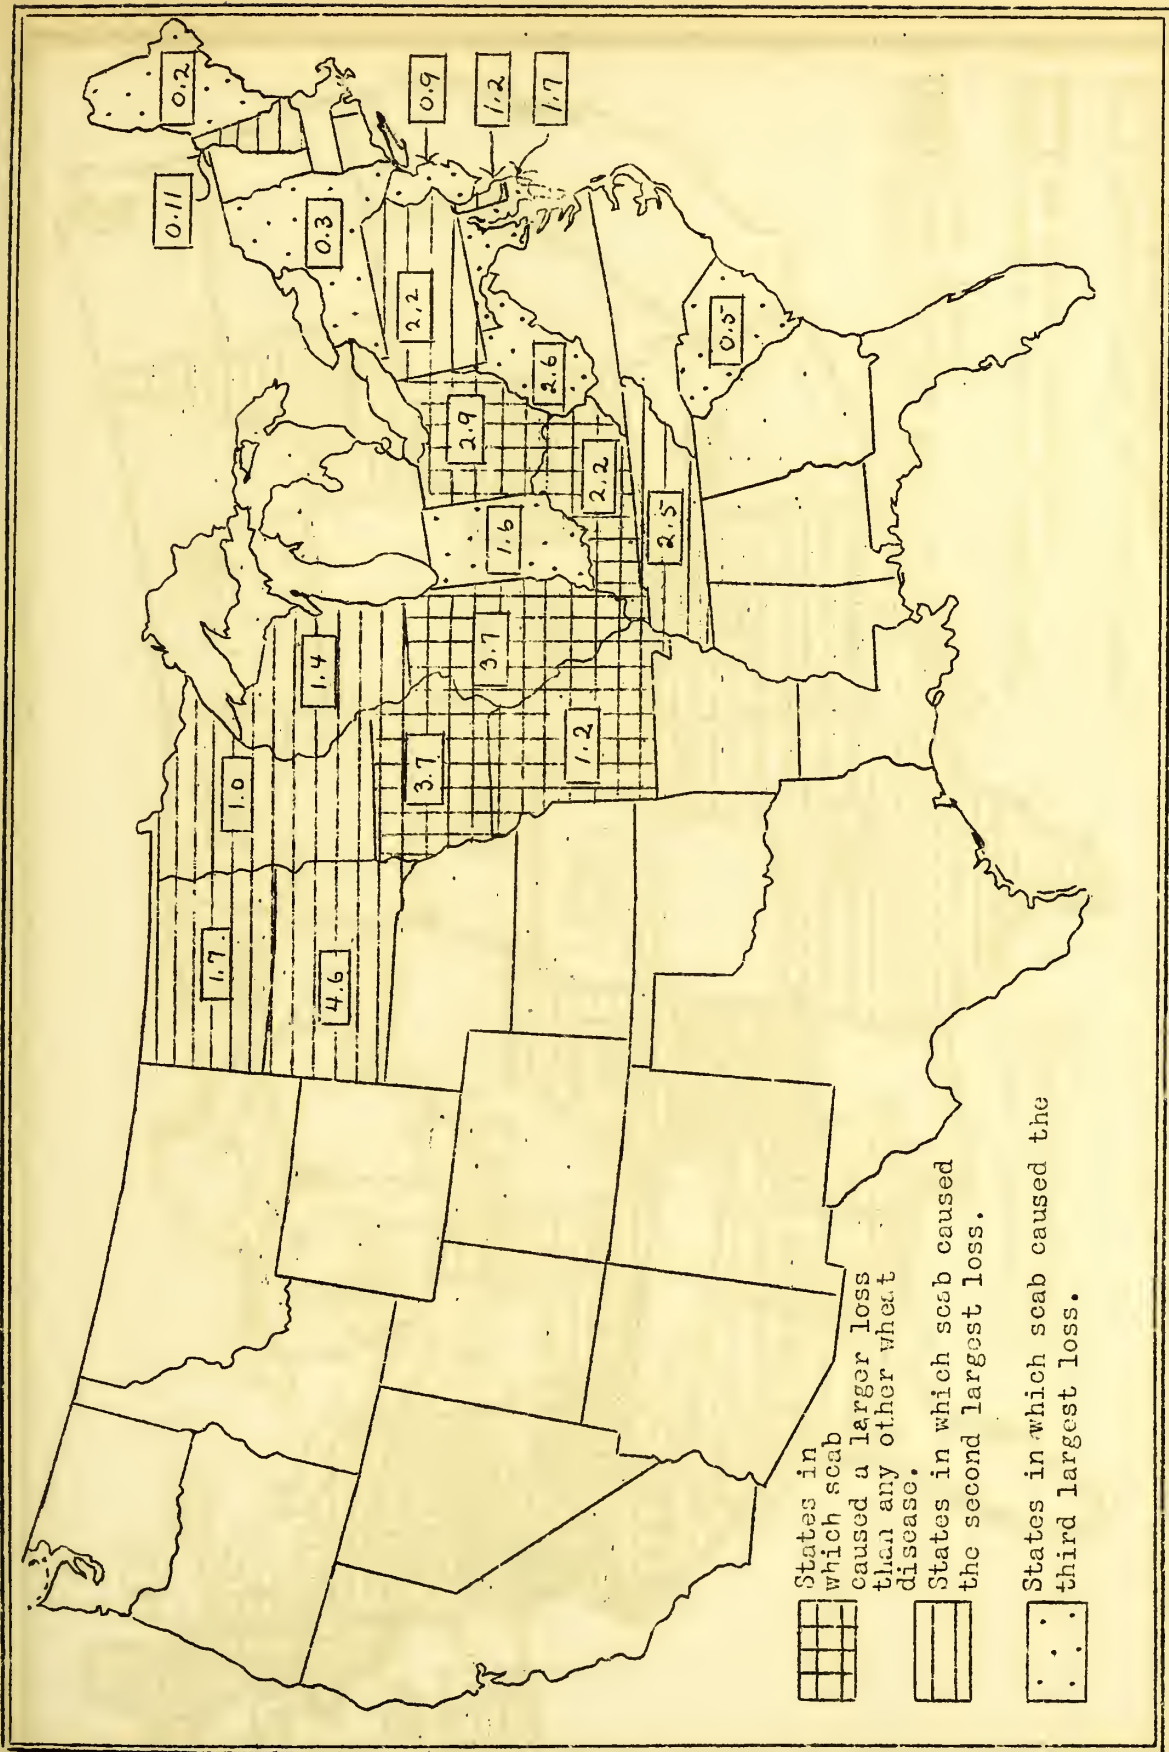 0.2
0.11
0.3
0.9
1.2
1.7
2.2
2.6
2.9
2.2
2.5
0.5
1.6
1.4
3.7
1.0
3.7
1.2
1.7
4.6
States in
which scab
caused a larger loss
than any other wheat
disease.
States in which scab caused
the second largest loss.
States in which scab caused the
third largest loss.